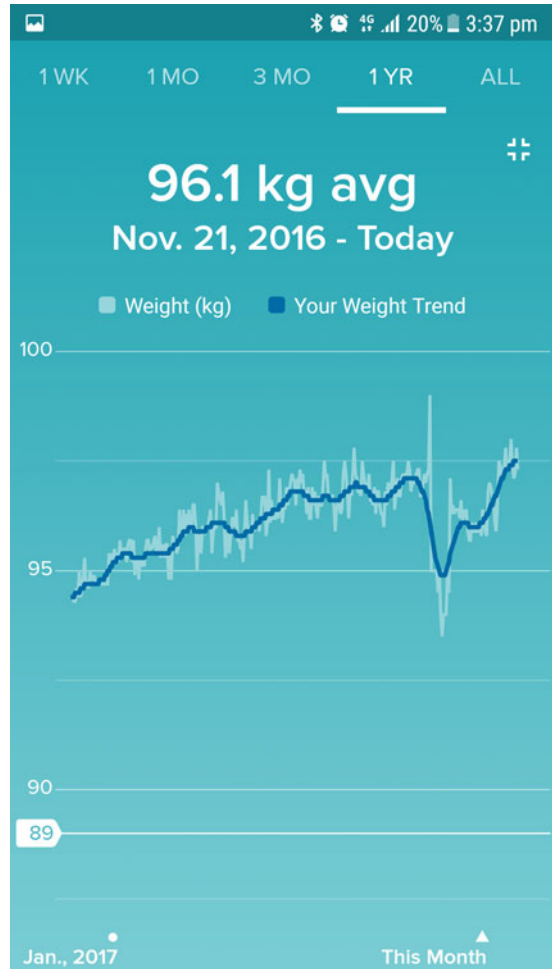 4G 20% 3:37 pm
1 WK 1 MO 3 MO 1 YR ALL
96.1 kg avg
Nov. 21, 2016 - Today
Weight (kg) Your Weight Trend
100
95
90
89
Jan., 2017 This Month